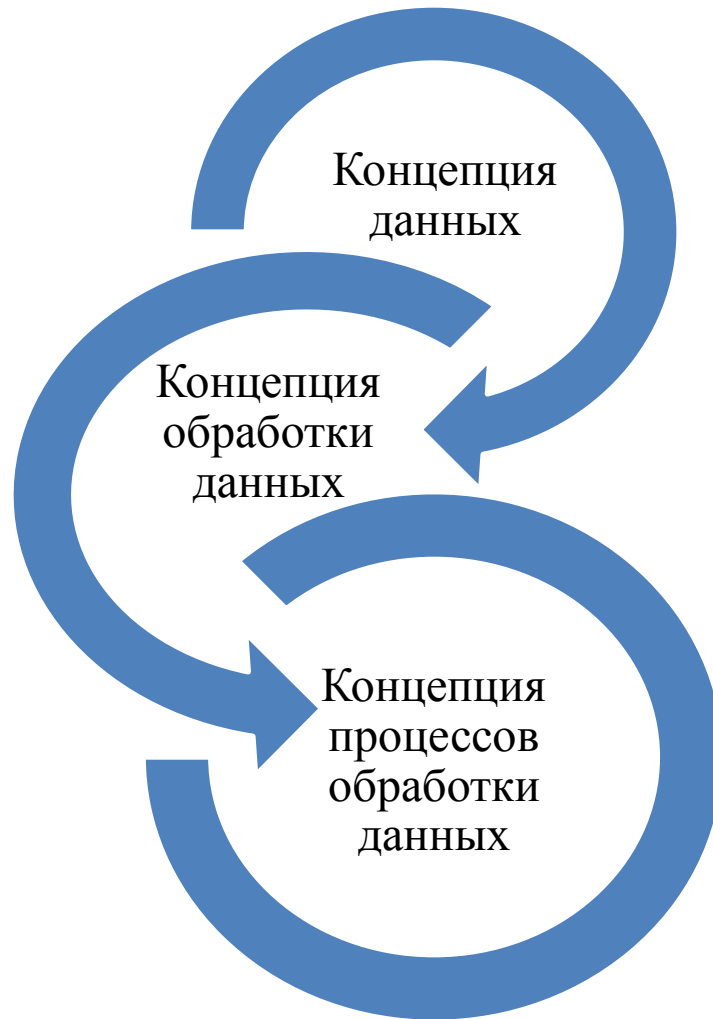 Концепция
данных
Концепция
обработки
данных
Концепция
процессов
обработки
данных